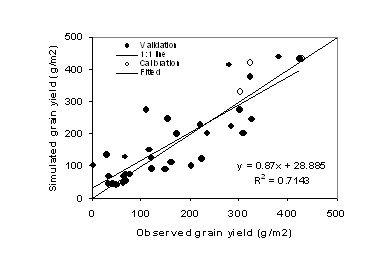 Simulated grain yield (g/m2)
500
400
300
200
100
0
Validation
1:1 line
Calibration
Fitted
y = 0.87x + 28.885
R2 = 0.7143
0
100
200
300
400
500
Observed grain yield (g/m2)